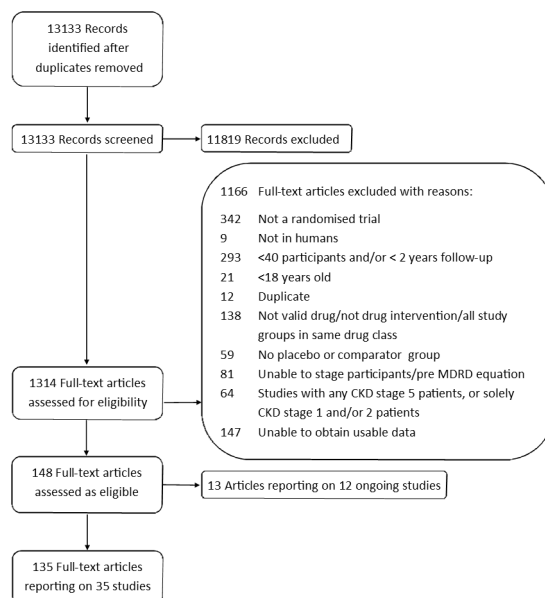 13133 Records
identified after
duplicates removed
13133 Records screened
11819 Records excluded
1166 Full-text articles excluded with reasons:
342 Not a randomised trial
9 Not in humans
293 <40 participants and/or < 2 years follow-up
21 <18 years old
12 Duplicate
138 Not valid drug/not drug intervention/all study
groups in same drug class
59 No placebo or comparator group
81 Unable to stage participants/pre MDRD equation
64 Studies with any CKD stage 5 patients, or solely
CKD stage 1 and/or 2 patients
147 Unable to obtain usable data
1314 Full-text articles
assessed for eligibility
148 Full-text articles
assessed as eligible
13 Articles reporting on 12 ongoing studies
135 Full-text articles
reporting on 35 studies